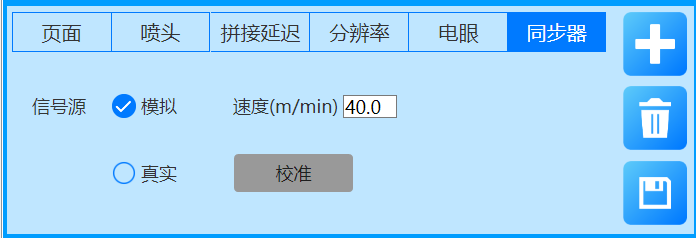 页面 喷头 拼接延迟 分辨率 电眼 同步器
信号源 模拟 速度(m/min) 40.0
真实 校准